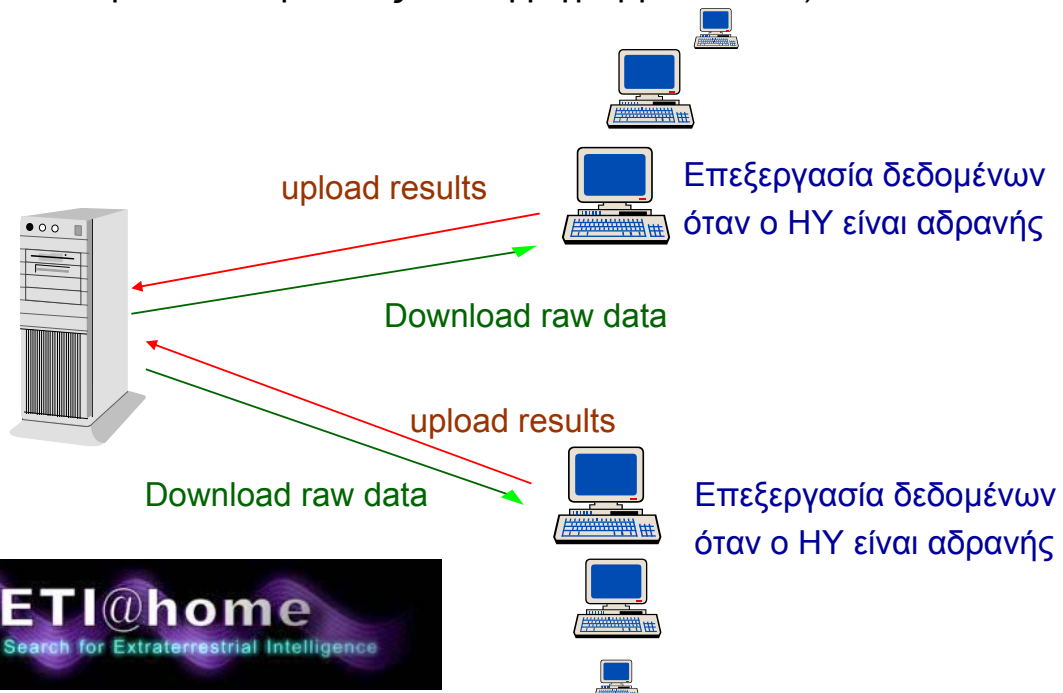 upload results
Επεξεργασία δεδομένων
όταν ο ΗΥ είναι αδρανής
Download raw data
upload results
Download raw data
Επεξεργασία δεδομένων
όταν ο ΗΥ είναι αδρανής
ETI@home
Search for Extraterrestrial Intelligence